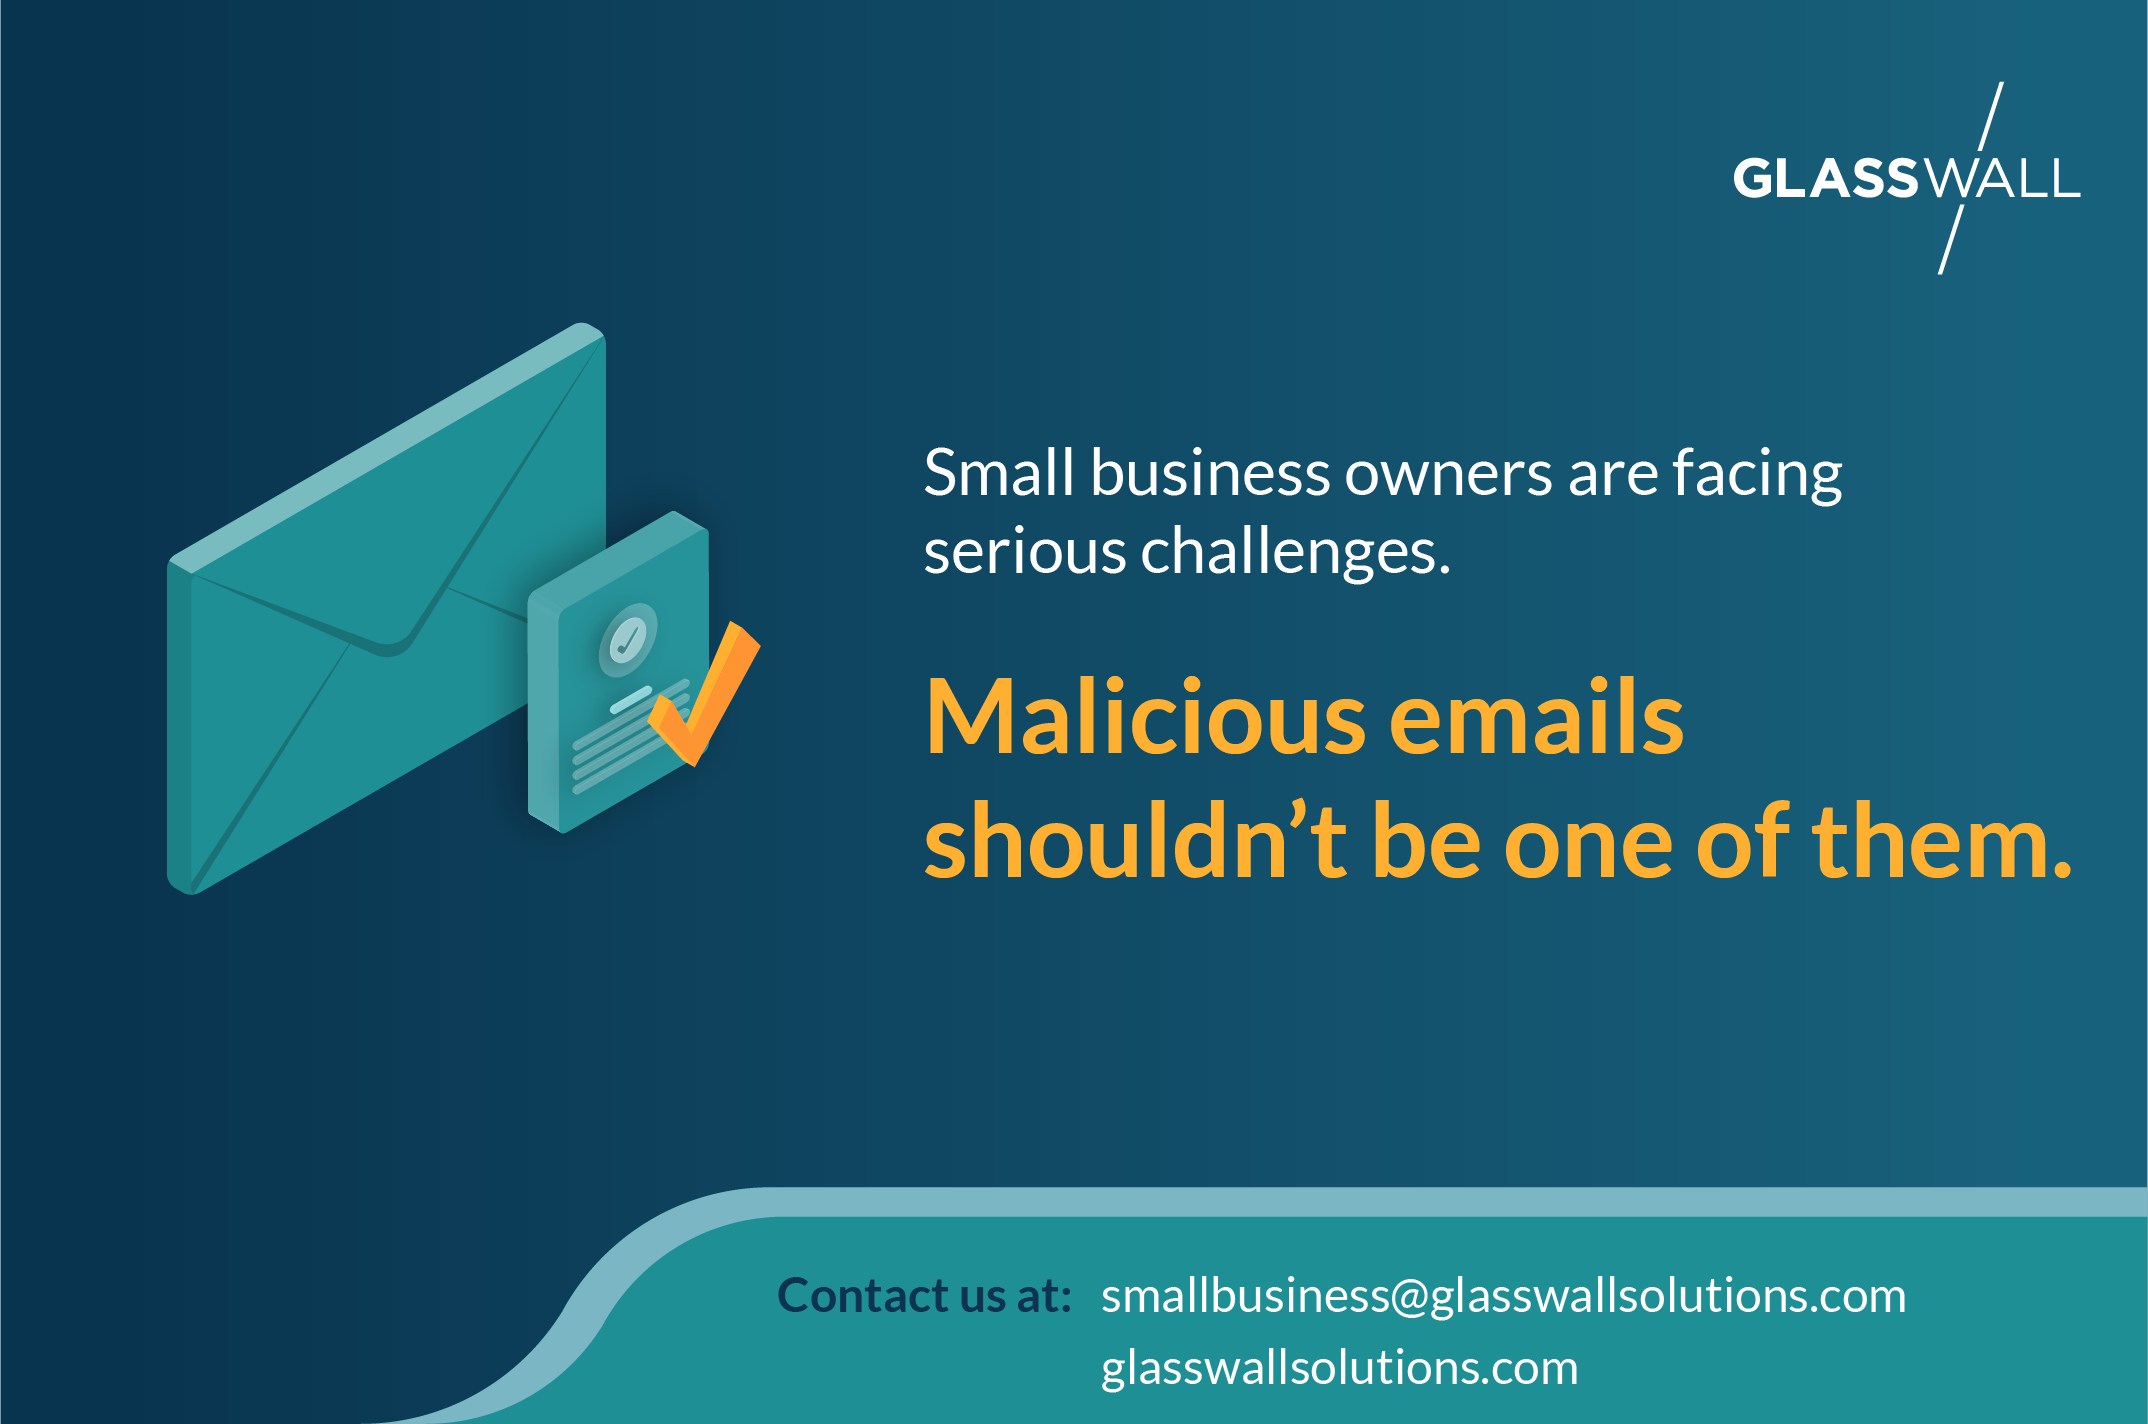 GLASSWALL
Small business owners are facing
serious challenges.
Malicious emails
shouldn’t be one of them.
Contact us at: smallbusiness@glasswallsolutions.com
glasswallsolutions.com